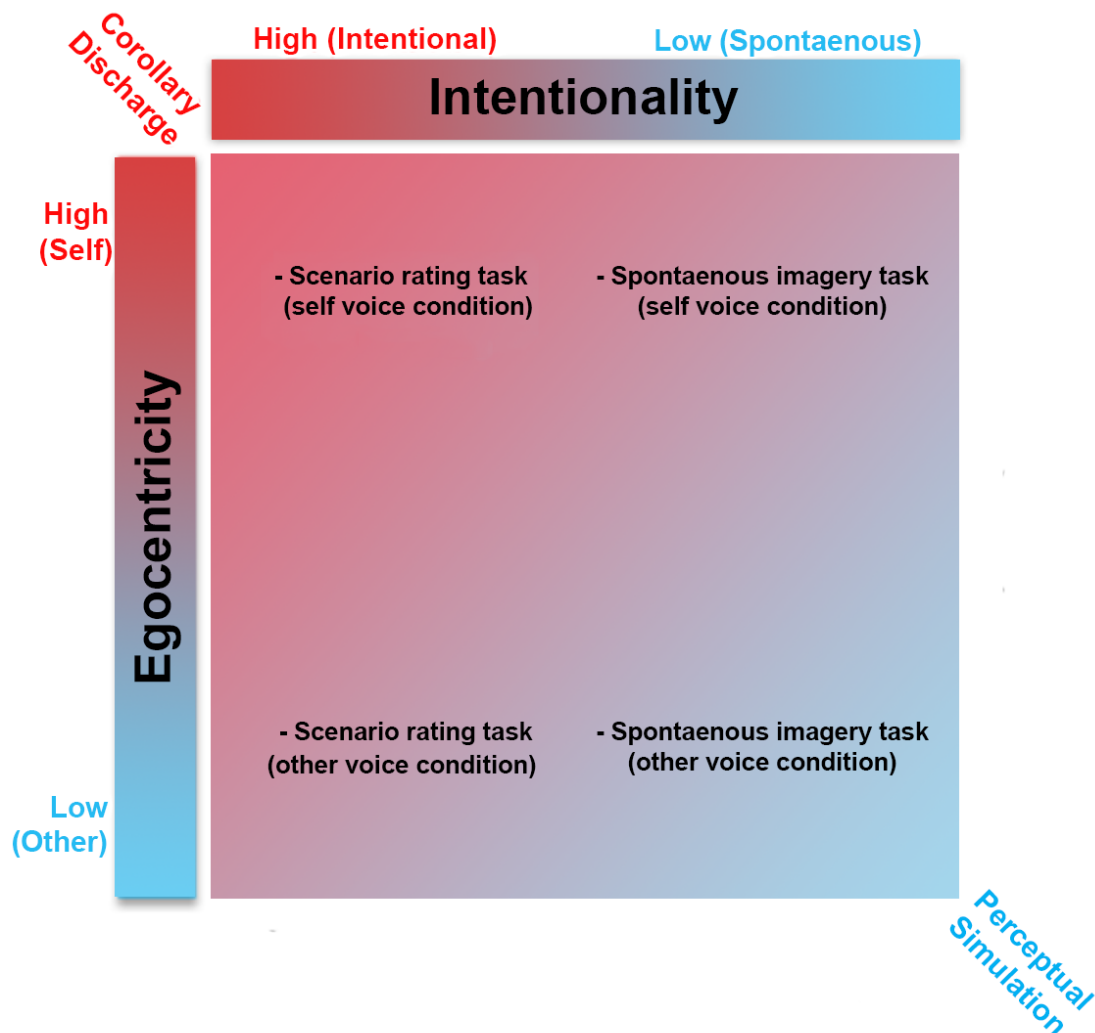 Corollary
Discharge
High (Intentional)
Low (Spontaenous)
Intentionality
High
(Self)
Egocentricity
Low
(Other)
- Scenario rating task
(self voice condition)
- Spontaenous imagery task
(self voice condition)
- Scenario rating task
(other voice condition)
- Spontaenous imagery task
(other voice condition)
Perceptual
Simulation